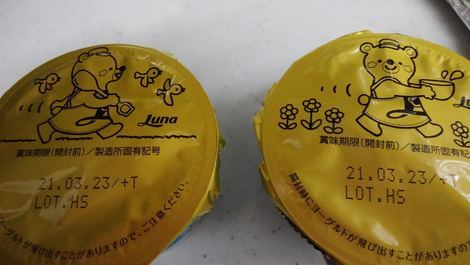 Luna
賞味期限(開封前)/製造所固有記号
21.03.23/+T
LOT.HS
ヨーグルトが飛び出すことがありますので、ご注意ください。
賞味期限(開封前)/製造所固有記号
21.03.23/+T
LOT.HS
開封時にヨーグルトが飛び出すことがありますので、